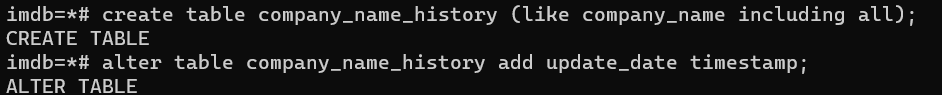 imdb=*# create table company_name_history (like company_name including all);
CREATE TABLE
imdb=*# alter table company_name_history add update_date timestamp;
ALTER TABLE